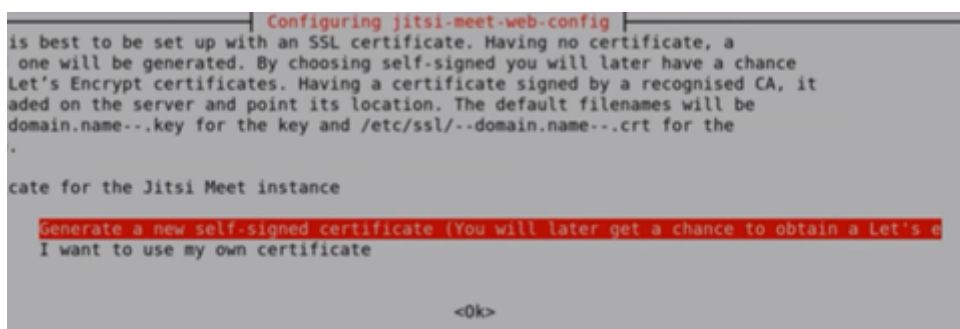 Configuring jitsi-meet-web-config
is best to be set up with an SSL certificate. Having no certificate, a
one will be generated. By choosing self-signed you will later have a chance
Let's Encrypt certificates. Having a certificate signed by a recognised CA, it
aded on the server and point its location. The default filenames will be
domain.name--.key for the key and /etc/ssl/--domain.name--.crt for the
.
cate for the Jitsi Meet instance
Generate a new self-signed certificate (You will later get a chance to obtain a Let's e
I want to use my own certificate
<Ok>